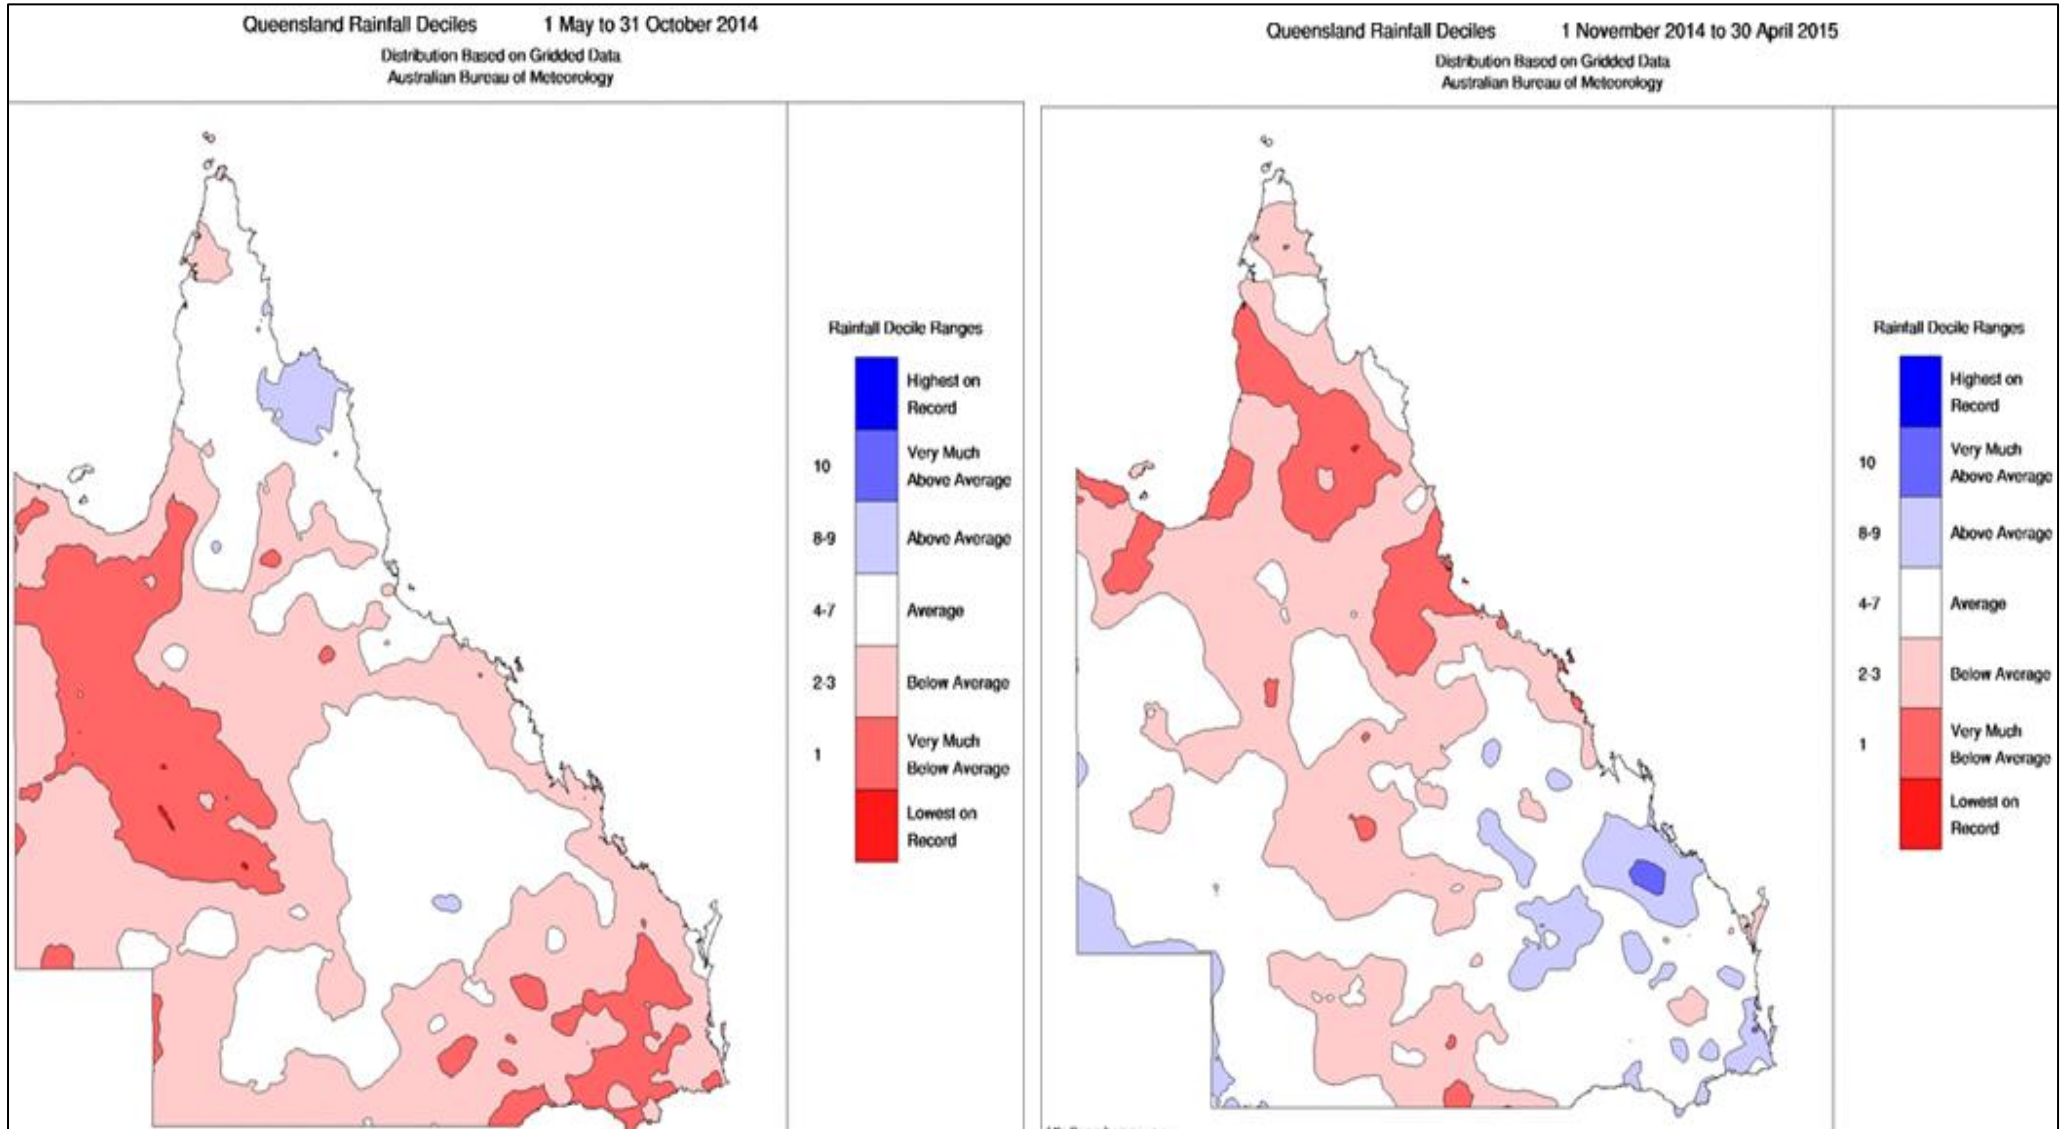 Queensland Rainfall Deciles 1 May to 31 October 2014
Distribution Based on Gridded Data
Australian Bureau of Meteorology
Rainfall Decile Ranges
Highest on
Record
10 Very Much
Above Average
8-9 Above Average
4-7 Average
2-3 Below Average
1 Very Much
Below Average
Lowest on
Record
Queensland Rainfall Deciles 1 November 2014 to 30 April 2015
Distribution Based on Gridded Data
Australian Bureau of Meteorology
Rainfall Decile Ranges
Highest on
Record
10 Very Much
Above Average
8-9 Above Average
4-7 Average
2-3 Below Average
1 Very Much
Below Average
Lowest on
Record